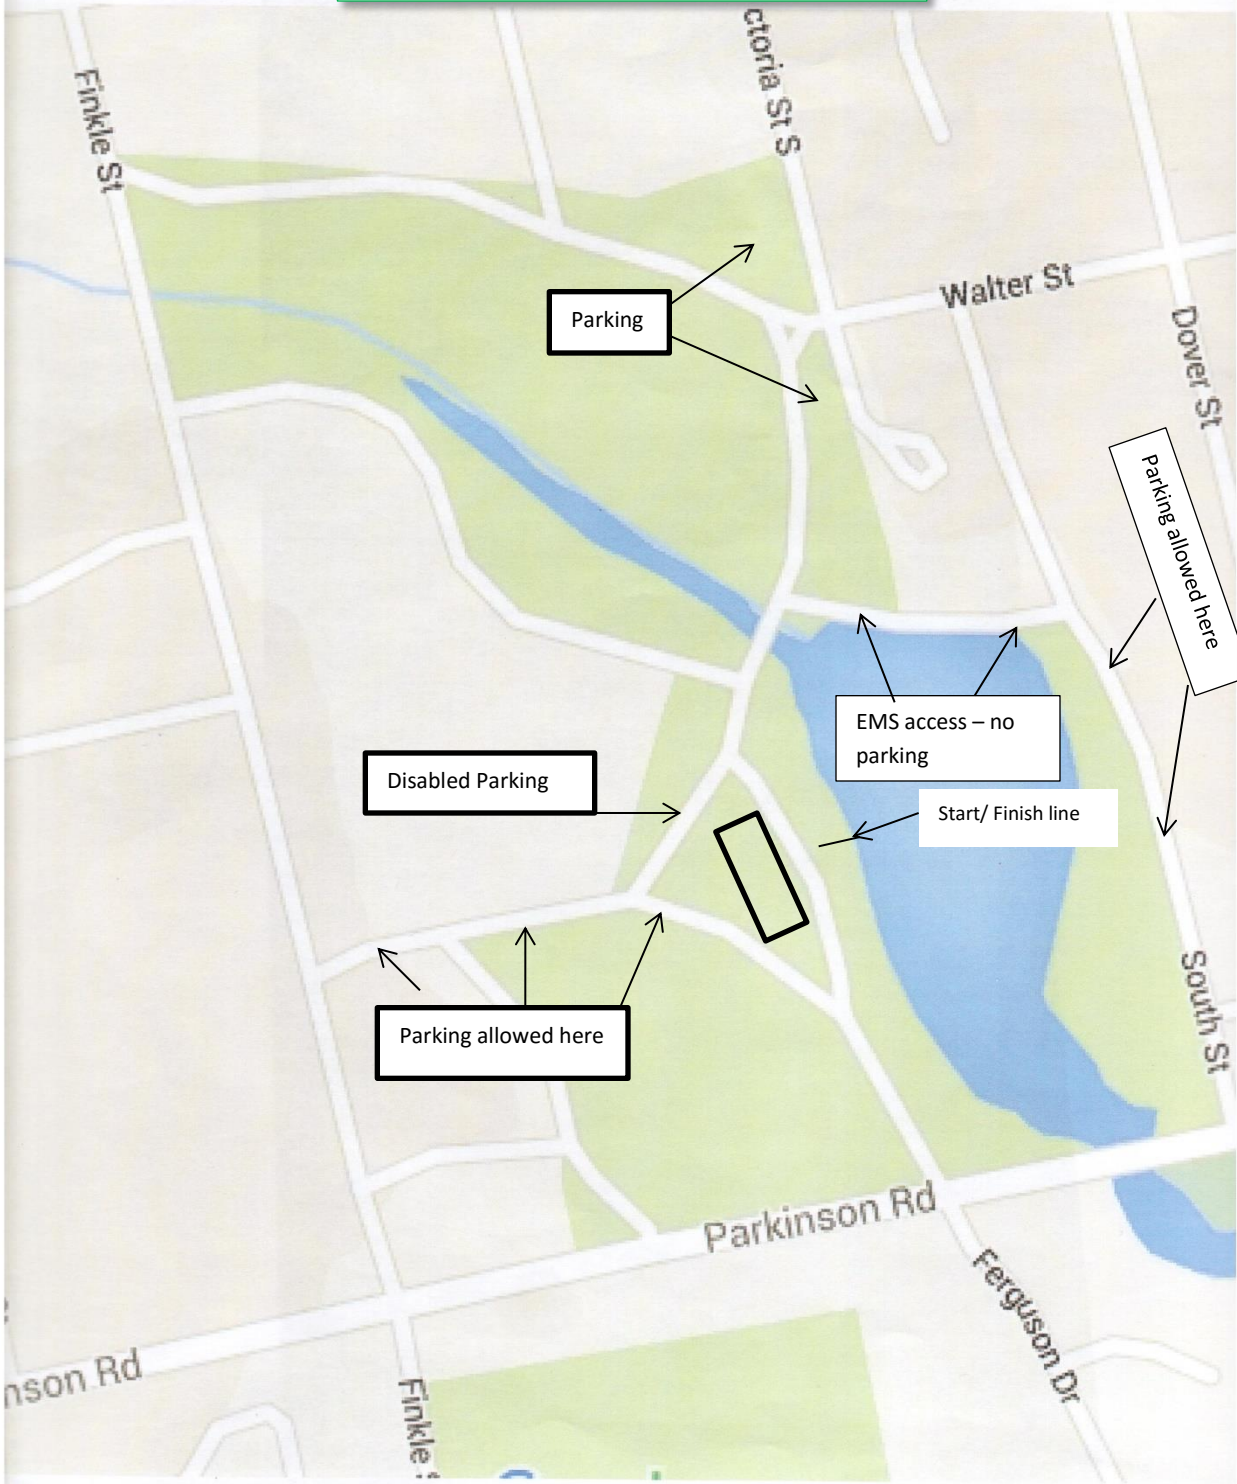 Finkle St
ctoria St S
Walter St
Dover St
Parking
Parking allowed here
EMS access – no
parking
Disabled Parking
Start/ Finish line
Parking allowed here
South St
Parkinson Rd
Ferguson Dr
nson Rd
Finkle